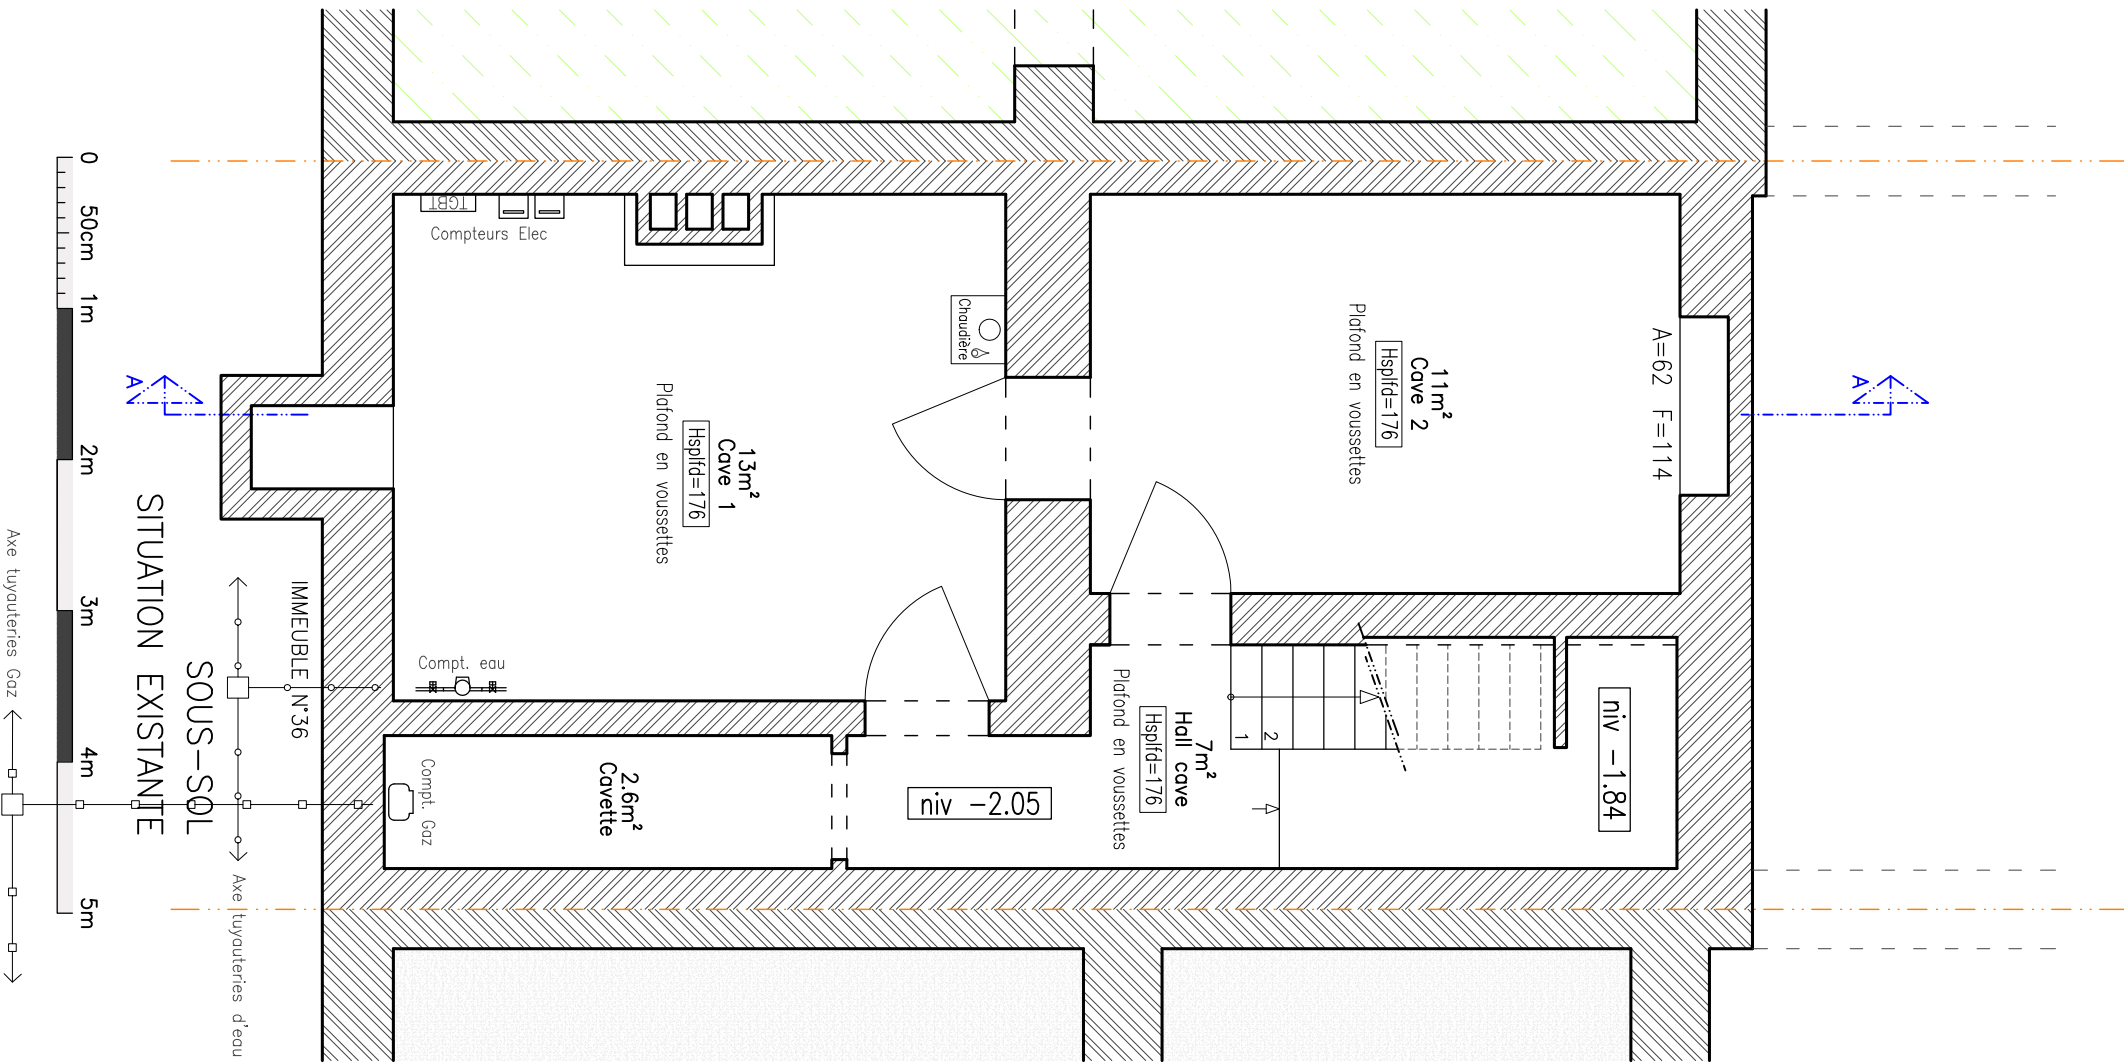 0
50cm
1m
2m
3m
4m
5m
SITUATION EXISTANTE
SOUS-SOL
IMMEUBLE N°36
Axe tuyauteries Gaz
Axe tuyauteries d'eau
A
A
TGBT
Compteurs Elec
Chaudière
13m²
Cave 1
Hsplfd=176
Plafond en voussettes
11m²
Cave 2
Hsplfd=176
Plafond en voussettes
A=62 F=114
Compt. eau
Compt. Gaz
2.6m²
Cavette
niv -2.05
7m²
Hall cave
Hsplfd=176
Plafond en voussettes
1
2
niv -1.84